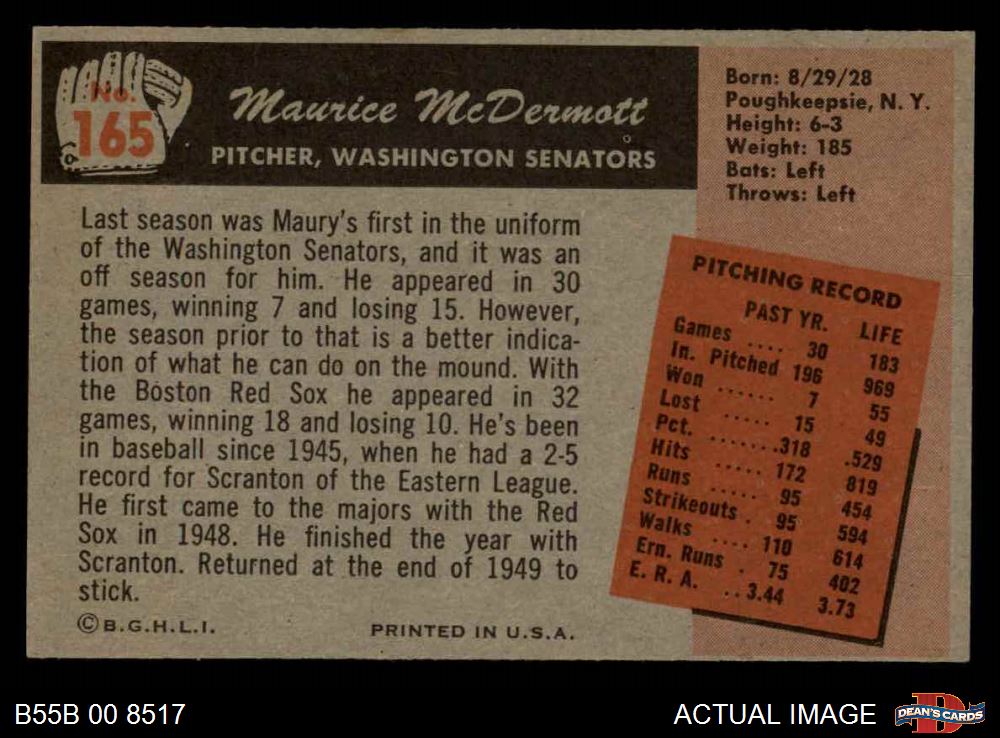 No.
165
Maurice McDermott
PITCHER, WASHINGTON SENATORS
Born: 8/29/28
Poughkeepsie, N. Y.
Height: 6-3
Weight: 185
Bats: Left
Throws: Left
Last season was Maury's first in the uniform
of the Washington Senators, and it was an
off season for him. He appeared in 30
games, winning 7 and losing 15. However,
the season prior to that is a better indica-
tion of what he can do on the mound. With
the Boston Red Sox he appeared in 32
games, winning 18 and losing 10. He's been
in baseball since 1945, when he had a 2-5
record for Scranton of the Eastern League.
He first came to the majors with the Red
Sox in 1948. He finished the year with
Scranton. Returned at the end of 1949 to
stick.
© B.G.H.L.I. PRINTED IN U.S.A.
PITCHING RECORD
PAST YR. LIFE
Games .... 30 183
In. Pitched 196 969
Won ...... 7 55
Lost ..... 15 49
Pct. .......318 .529
Hits ..... 172 819
Runs ..... 95 454
Strikeouts . 95 594
Walks .... 110 614
Ern. Runs . 75 402
E. R. A. ..3.44 3.73
B55B 00 8517
ACTUAL IMAGE
D
DEAN'S CARDS